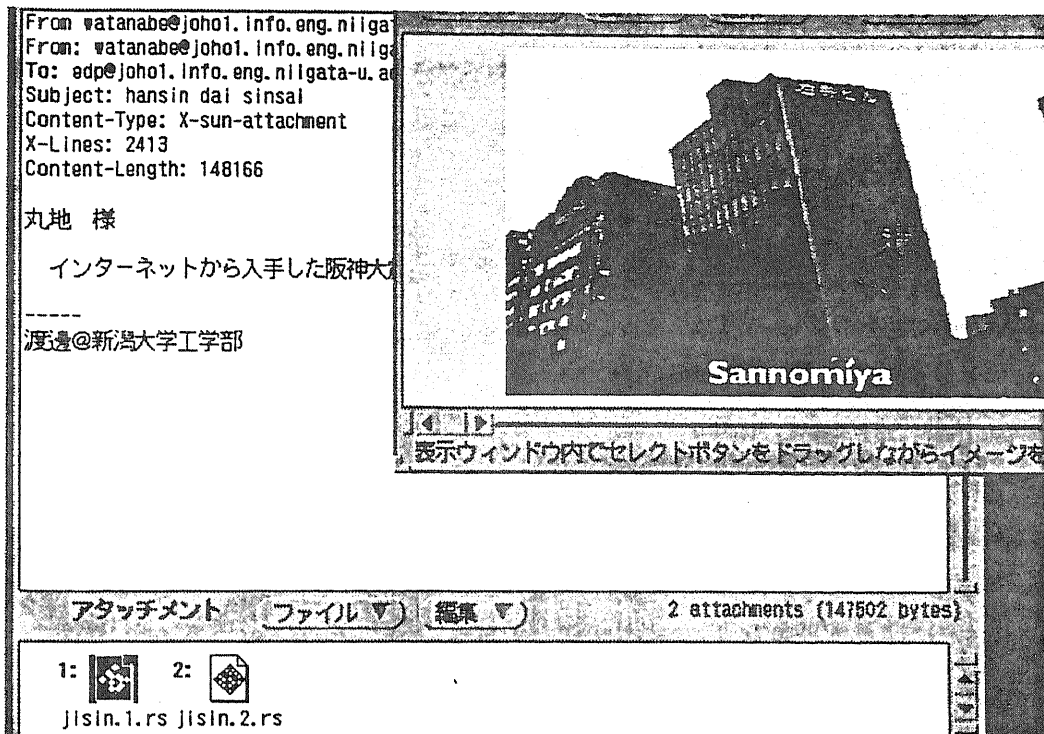 From watanabe@joho1.info.eng.niigat
From: watanabe@joho1.info.eng.niiga
To: edp@joho1.info.eng.niigata-u.ac
Subject: hansin dai sinsai
Content-Type: X-sun-attachment
X-Lines: 2413
Content-Length: 148166
丸地 様
インターネットから入手した阪神大震
-----
渡邊@新潟大学工学部
Sannomiya
表示ウィンドウ内でセレクトボタンをドラッグしながらイメージを
アタッチメント ファイル 編集 2 attachments (147502 bytes)
1: 2:
jisin.1.rs jisin.2.rs